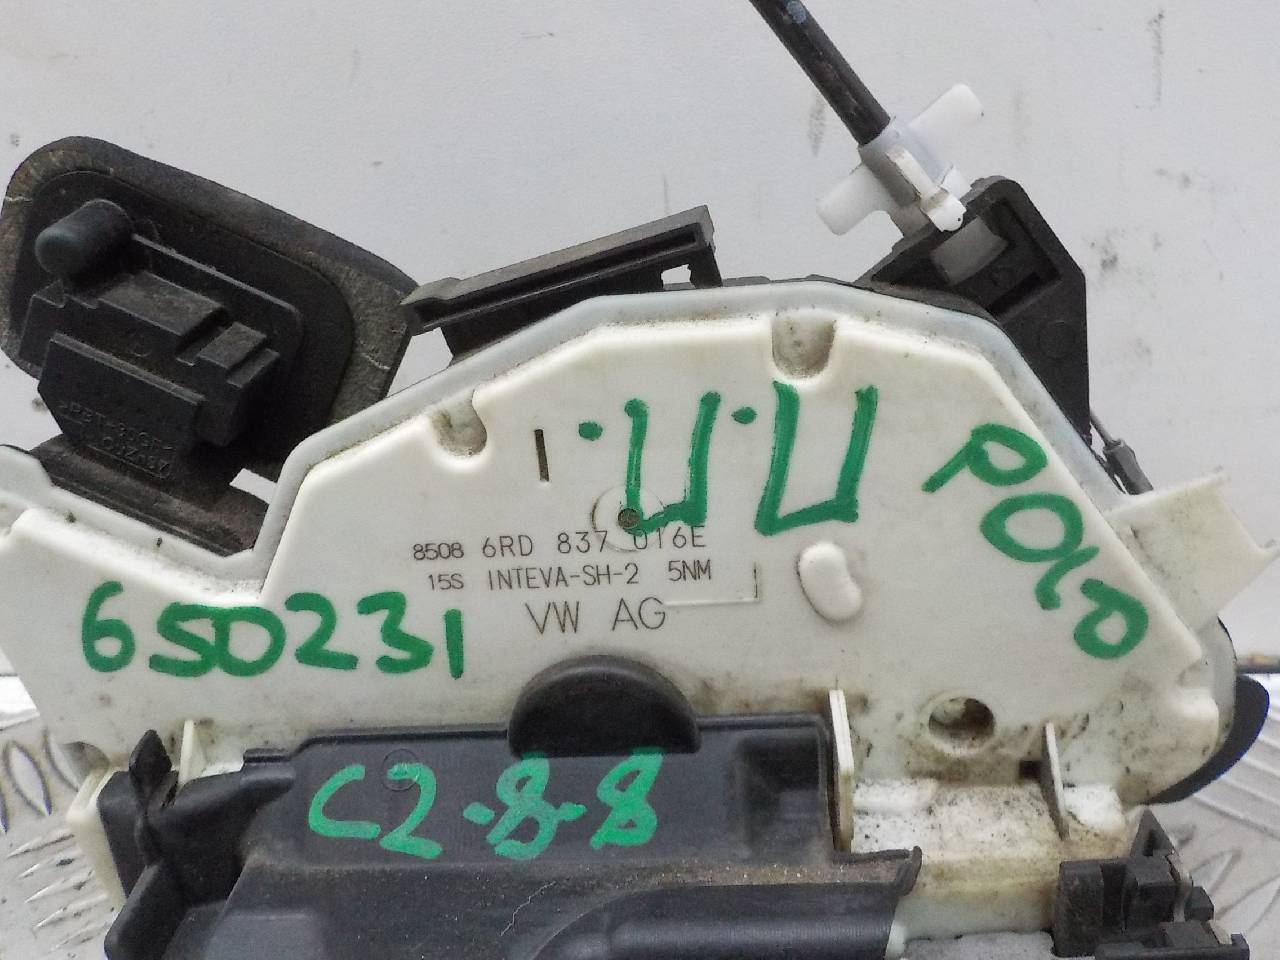 8508 6RD 837 016E
15S INTEVA-SH-2 5NM
VW AG
POLO
650231
C2-8-8